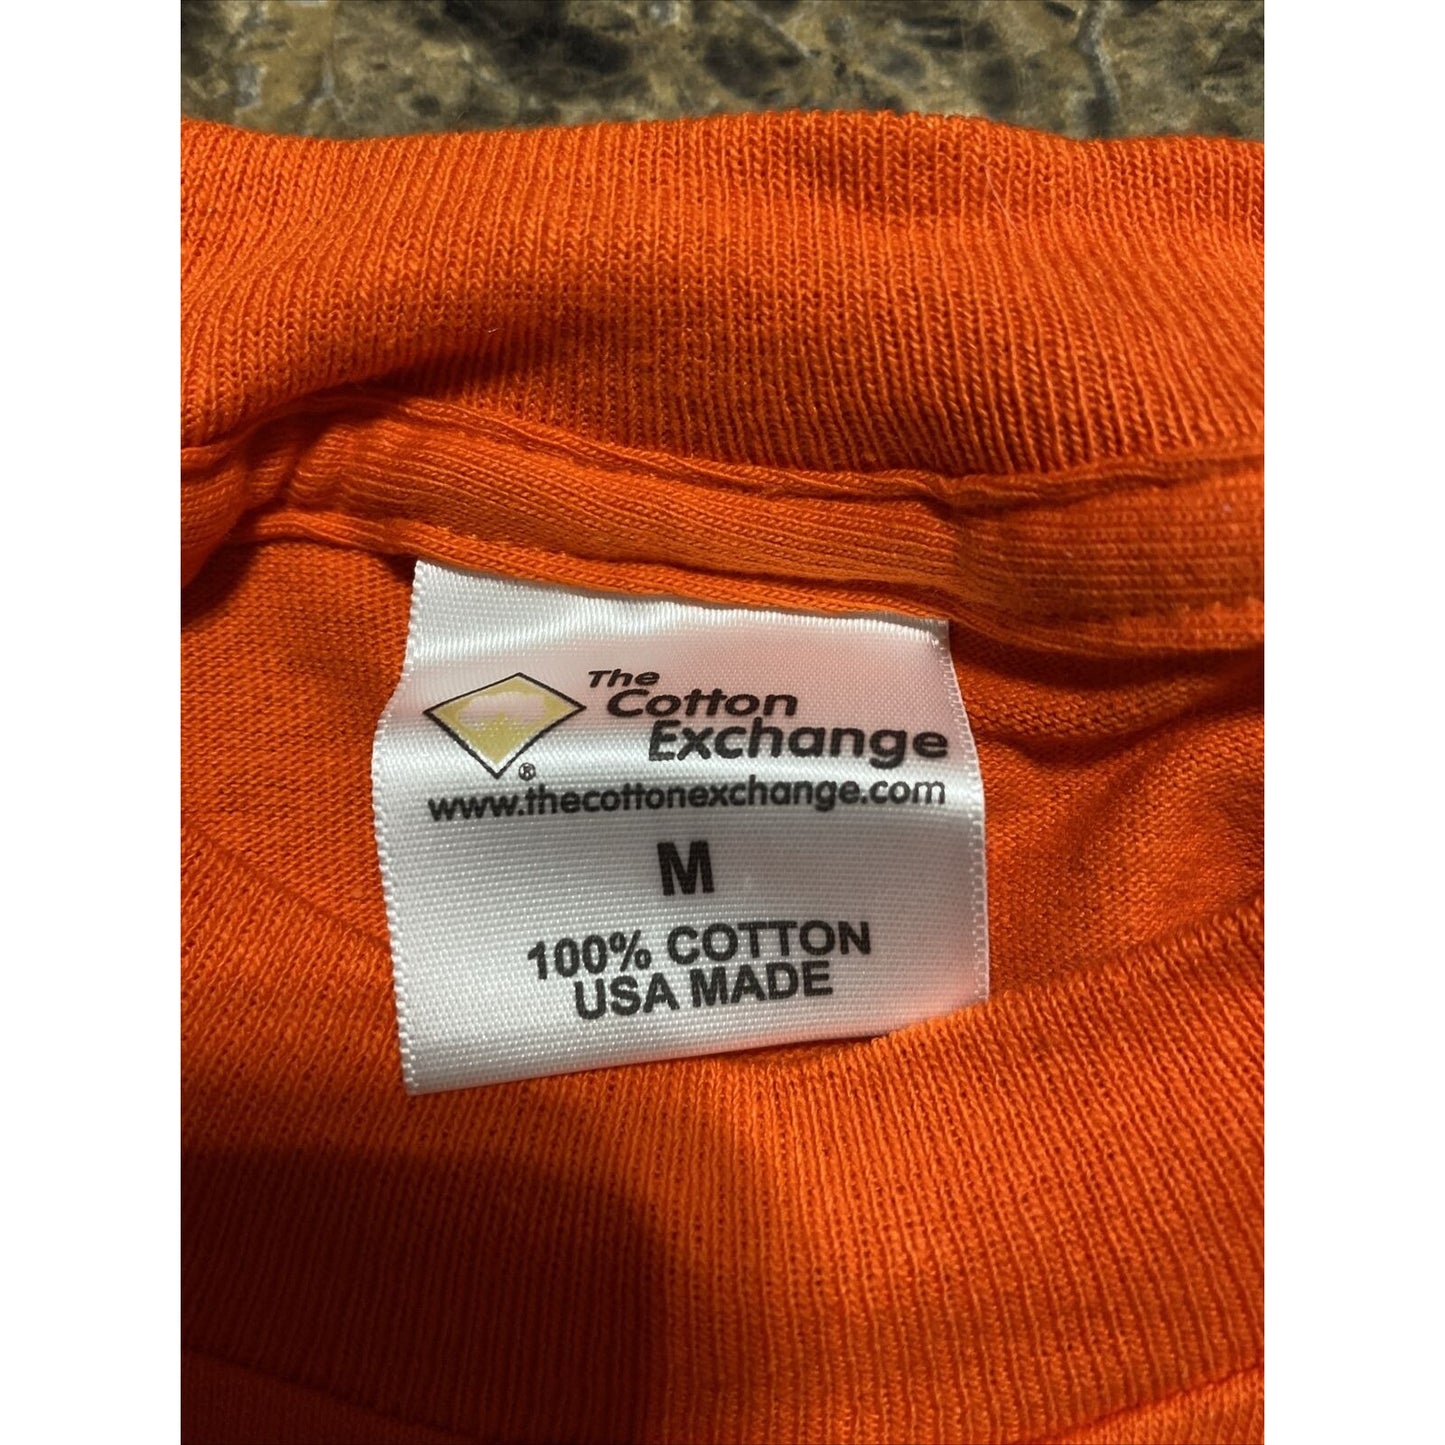 The
Cotton
Exchange
®
www.thecottonexchange.com
M
100% COTTON
USA MADE